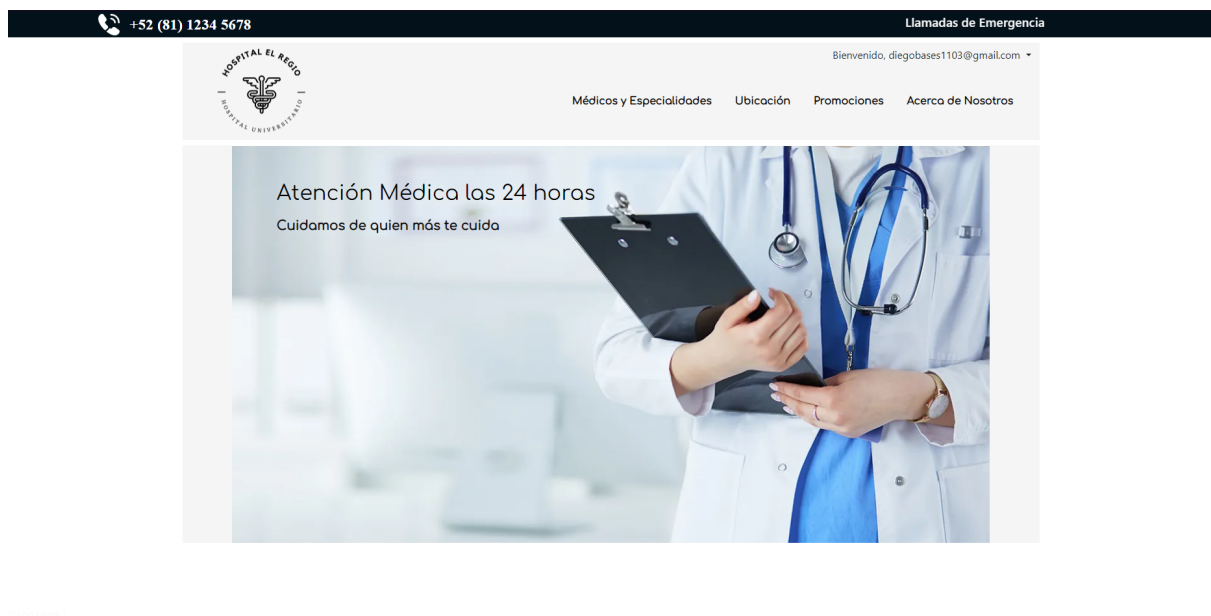 +52 (81) 1234 5678
Llamadas de Emergencia
HOSPITAL EL REGIO
HOSPITAL UNIVERSITARIO
Bienvenido, diegobases1103@gmail.com
Médicos y Especialidades Ubicación Promociones Acerca de Nosotros
Atención Médica las 24 horas
Cuidamos de quien más te cuida